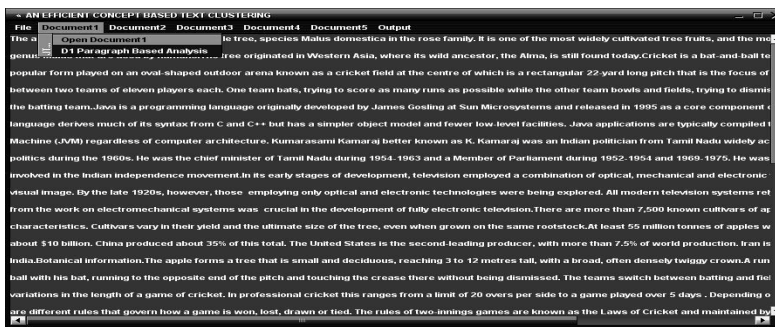 AN EFFICIENT CONCEPT BASED TEXT CLUSTERING
File Document1 Document2 Document3 Document4 Document5 Output
Open Document1
D1 Paragraph Based Analysis
The a le tree, species Malus domestica in the rose family. It is one of the most widely cultivated tree fruits, and the mo
genu ree originated in Western Asia, where its wild ancestor, the Alma, is still found today.Cricket is a bat-and-ball te
popular form played on an oval-shaped outdoor arena known as a cricket field at the centre of which is a rectangular 22-yard long pitch that is the focus of
between two teams of eleven players each. One team bats, trying to score as many runs as possible while the other team bowls and fields, trying to dismis
the batting team..Java is a programming language originally developed by James Gosling at Sun Microsystems and released in 1995 as a core component
language derives much of its syntax from C and C++ but has a simpler object model and fewer low-level facilities. Java applications are typically compiled
Machine (JVM) regardless of computer architecture. Kumarasami Kamaraj better known as K. Kamaraj was an Indian politician from Tamil Nadu widely ac
politics during the 1960s. He was the chief minister of Tamil Nadu during 1954-1963 and a Member of Parliament during 1952-1954 and 1969-1975. He was
involved in the Indian independence movement.In its early stages of development, television employed a combination of optical, mechanical and electronic
visual image. By the late 1920s, however, those employing only optical and electronic technologies were being explored. All modern television systems rel
from the work on electromechanical systems was crucial in the development of fully electronic television.There are more than 7,500 known cultivars of ap
characteristics. Cultivars vary in their yield and the ultimate size of the tree, even when grown on the same rootstock.At least 55 million tonnes of apples w
about $10 billion. China produced about 35% of this total. The United States is the second-leading producer, with more than 7.5% of world production. Iran is
India.Botanical information.The apple forms a tree that is small and deciduous, reaching 3 to 12 metres tall, with a broad, often densely twiggy crown.A run
ball with his bat, running to the opposite end of the pitch and touching the crease there without being dismissed. The teams switch between batting and fiel
variations in the length of a game of cricket. In professional cricket this ranges from a limit of 20 overs per side to a game played over 5 days . Depending o
are different rules that govern how a game is won, lost, drawn or tied. The rules of two-innings games are known as the Laws of Cricket and maintained by